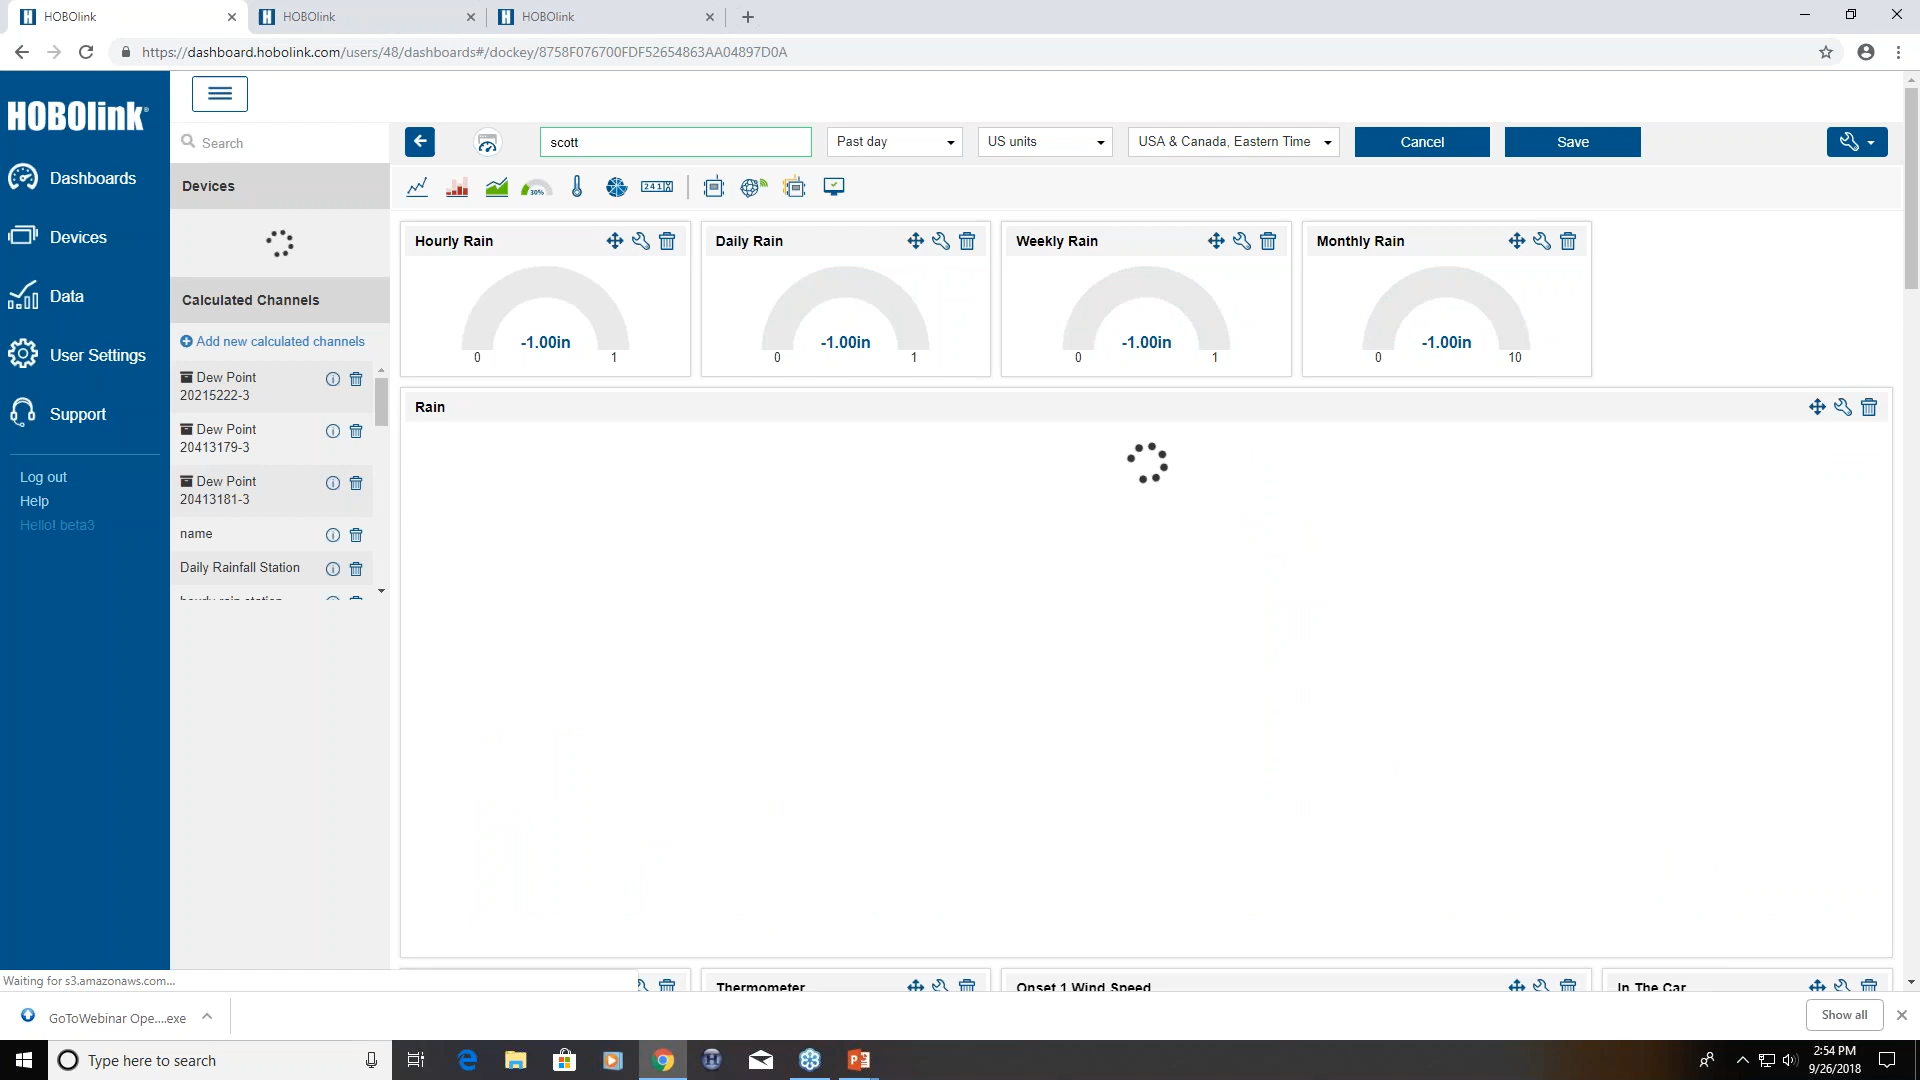 HOBOlink
HOBOlink
HOBOlink
https://dashboard.hobolink.com/users/48/dashboards#/dockey/8758F076700FDF52654863AA04897D0A
HOBOlink®
Dashboards
Devices
Data
User Settings
Support
Log out
Help
Hello! beta3
Search
Devices
Calculated Channels
Add new calculated channels
Dew Point
20215222-3
Dew Point
20413179-3
Dew Point
20413181-3
name
Daily Rainfall Station
hourly rain station
scott
Past day
US units
USA & Canada, Eastern Time
Cancel
Save
30%
2410
Hourly Rain
-1.00in
0 1
Daily Rain
-1.00in
0 1
Weekly Rain
-1.00in
0 1
Monthly Rain
-1.00in
0 10
Rain
Thermometer
Onset 1 Wind Speed
In The Car
Waiting for s3.amazonaws.com...
GoToWebinar Ope....exe
Show all
Type here to search
2:54 PM
9/26/2018